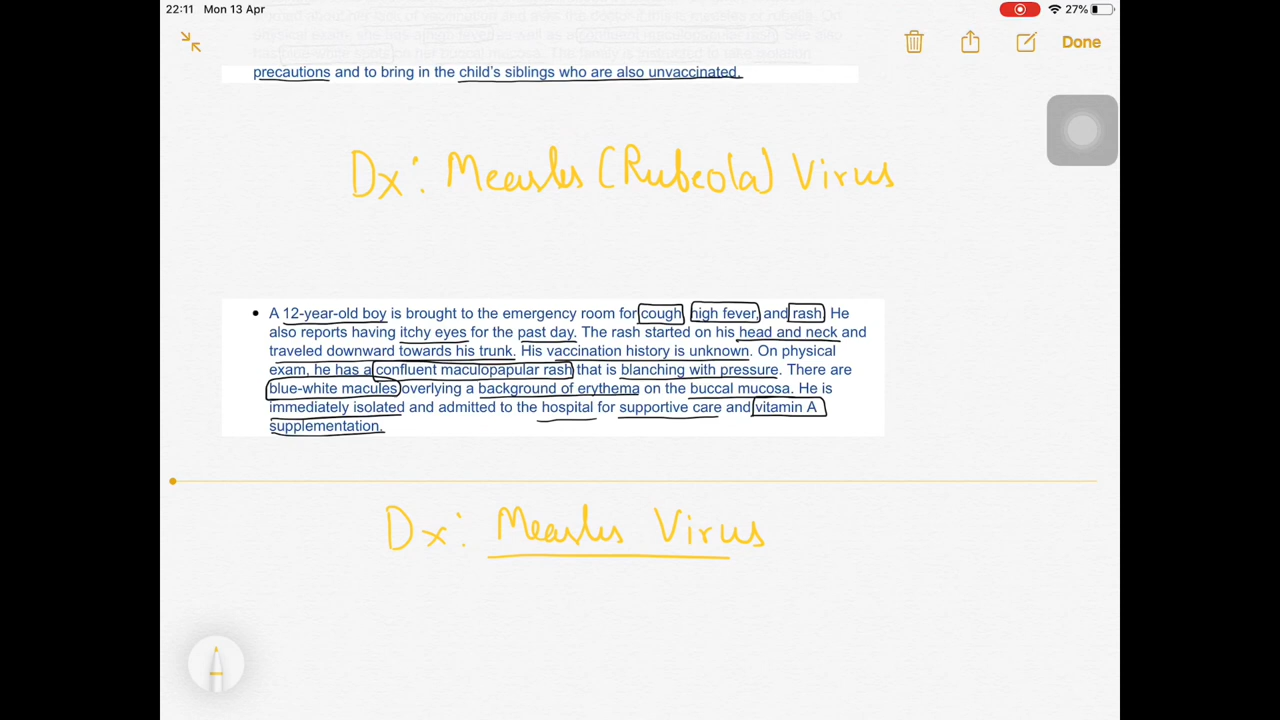 22:11 Mon 13 Apr
27%
Done
precautions and to bring in the child's siblings who are also unvaccinated.
Dx: Measles (Rubeola) Virus
A 12-year-old boy is brought to the emergency room for cough, high fever, and rash. He
also reports having itchy eyes for the past day. The rash started on his head and neck and
traveled downward towards his trunk. His vaccination history is unknown. On physical
exam, he has a confluent maculopapular rash that is blanching with pressure. There are
blue-white macules overlying a background of erythema on the buccal mucosa. He is
immediately isolated and admitted to the hospital for supportive care and vitamin A
supplementation.
Dx: Measles Virus